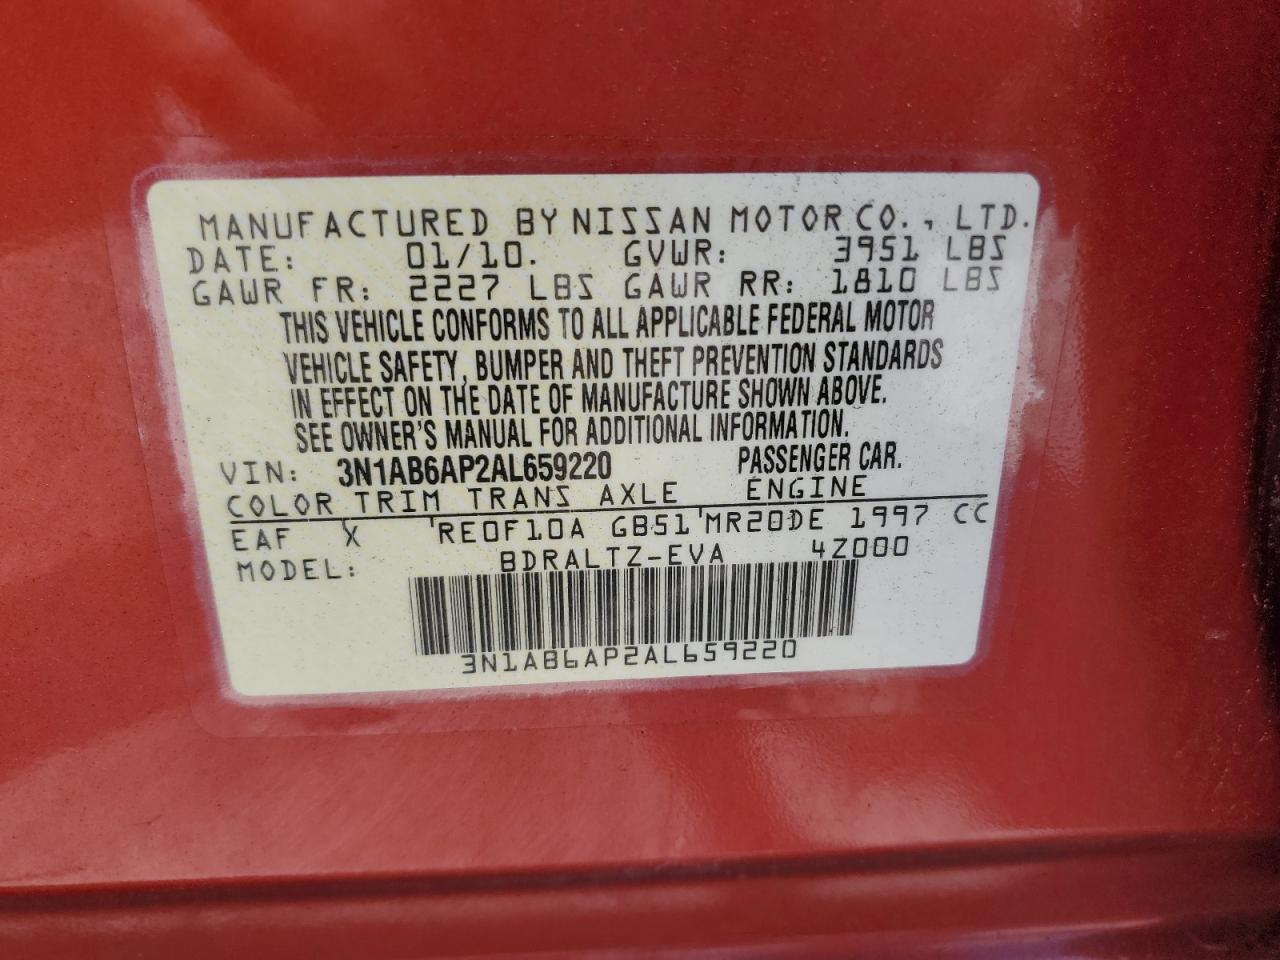 MANUFACTURED BY NISSAN MOTOR CO., LTD.
DATE: 01/10. GVWR: 3951 LBS
GAWR FR: 2227 LBS GAWR RR: 1810 LBS
THIS VEHICLE CONFORMS TO ALL APPLICABLE FEDERAL MOTOR
VEHICLE SAFETY, BUMPER AND THEFT PREVENTION STANDARDS
IN EFFECT ON THE DATE OF MANUFACTURE SHOWN ABOVE.
SEE OWNER'S MANUAL FOR ADDITIONAL INFORMATION.
VIN: 3N1AB6AP2AL659220 PASSENGER CAR.
COLOR TRIM TRANS AXLE ENGINE
EAF X 'RE0F10A GB51'MR20DE 1997 CC
MODEL: BDRALTZ-EVA 4Z000
3N1AB6AP2AL659220